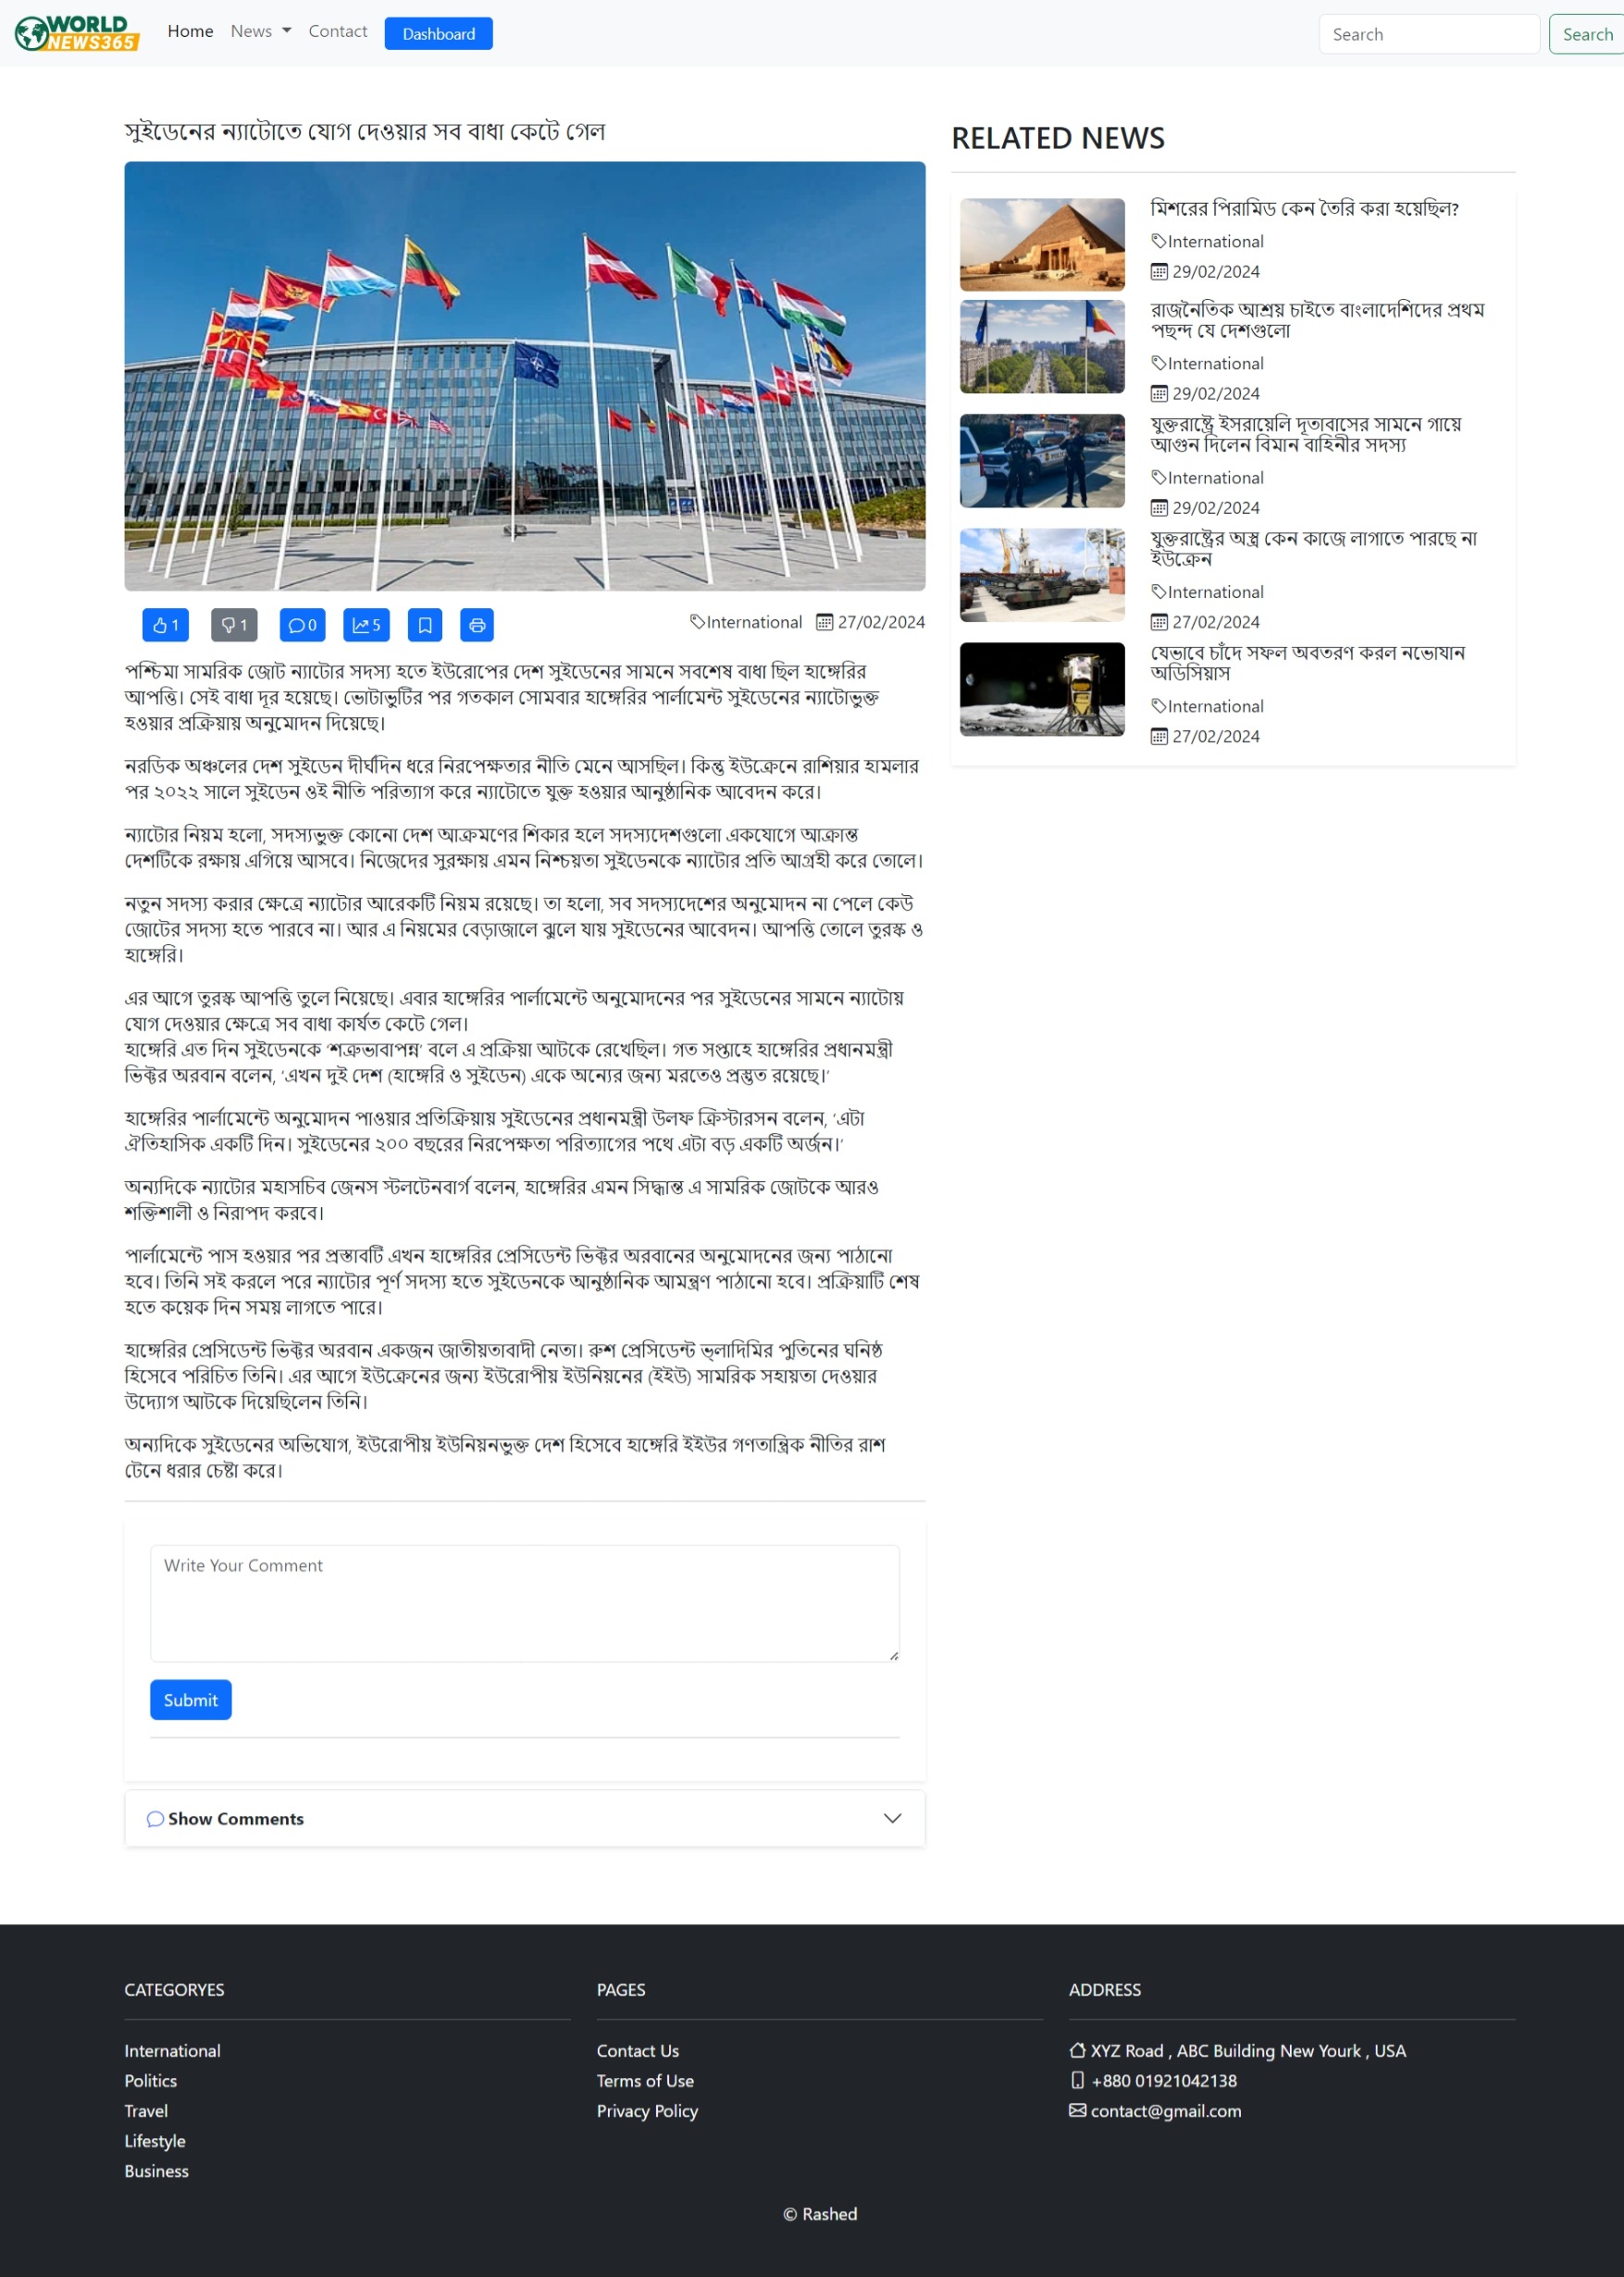 WORLD
NEWS365
Home
News
Contact
Dashboard
Search
Search
সুইডেনের ন্যাটোতে যোগ দেওয়ার সব বাধা কেটে গেল
1
1
0
5
International
27/02/2024
পশ্চিমা সামরিক জোট ন্যাটোর সদস্য হতে ইউরোপের দেশ সুইডেনের সামনে সবশেষ বাধা ছিল হাঙ্গেরির
আপত্তি। সেই বাধা দূর হয়েছে। ভোটাভুটির পর গতকাল সোমবার হাঙ্গেরির পার্লামেন্ট সুইডেনের ন্যাটোভুক্ত
হওয়ার প্রক্রিয়ায় অনুমোদন দিয়েছে।
নরডিক অঞ্চলের দেশ সুইডেন দীর্ঘদিন ধরে নিরপেক্ষতার নীতি মেনে আসছিল। কিন্তু ইউক্রেনে রাশিয়ার হামলার
পর ২০২২ সালে সুইডেন ওই নীতি পরিত্যাগ করে ন্যাটোতে যুক্ত হওয়ার আনুষ্ঠানিক আবেদন করে।
ন্যাটোর নিয়ম হলো, সদস্যভুক্ত কোনো দেশ আক্রমণের শিকার হলে সদস্যদেশগুলো একযোগে আক্রান্ত
দেশটিকে রক্ষায় এগিয়ে আসবে। নিজেদের সুরক্ষায় এমন নিশ্চয়তা সুইডেনকে ন্যাটোর প্রতি আগ্রহী করে তোলে।
নতুন সদস্য করার ক্ষেত্রে ন্যাটোর আরেকটি নিয়ম রয়েছে। তা হলো, সব সদস্যদেশের অনুমোদন না পেলে কেউ
জোটের সদস্য হতে পারবে না। আর এ নিয়মের বেড়াজালে ঝুলে যায় সুইডেনের আবেদন। আপত্তি তোলে তুরস্ক ও
হাঙ্গেরি।
এর আগে তুরস্ক আপত্তি তুলে নিয়েছে। এবার হাঙ্গেরির পার্লামেন্টে অনুমোদনের পর সুইডেনের সামনে ন্যাটোয়
যোগ দেওয়ার ক্ষেত্রে সব বাধা কার্যত কেটে গেল।
হাঙ্গেরি এত দিন সুইডেনকে ‘শত্রুভাবাপন্ন’ বলে এ প্রক্রিয়া আটকে রেখেছিল। গত সপ্তাহে হাঙ্গেরির প্রধানমন্ত্রী
ভিক্টর অরবান বলেন, ‘এখন দুই দেশ (হাঙ্গেরি ও সুইডেন) একে অন্যের জন্য মরতেও প্রস্তুত রয়েছে।’
হাঙ্গেরির পার্লামেন্টে অনুমোদন পাওয়ার প্রতিক্রিয়ায় সুইডেনের প্রধানমন্ত্রী উলফ ক্রিস্টারসন বলেন, ‘এটা
ঐতিহাসিক একটি দিন। সুইডেনের ২০০ বছরের নিরপেক্ষতা পরিত্যাগের পথে এটা বড় একটি অর্জন।’
অন্যদিকে ন্যাটোর মহাসচিব জেনস স্টলটেনবার্গ বলেন, হাঙ্গেরির এমন সিদ্ধান্ত এ সামরিক জোটকে আরও
শক্তিশালী ও নিরাপদ করবে।
পার্লামেন্টে পাস হওয়ার পর প্রস্তাবটি এখন হাঙ্গেরির প্রেসিডেন্ট ভিক্টর অরবানের অনুমোদনের জন্য পাঠানো
হবে। তিনি সই করলে পরে ন্যাটোর পূর্ণ সদস্য হতে সুইডেনকে আনুষ্ঠানিক আমন্ত্রণ পাঠানো হবে। প্রক্রিয়াটি শেষ
হতে কয়েক দিন সময় লাগতে পারে।
হাঙ্গেরির প্রেসিডেন্ট ভিক্টর অরবান একজন জাতীয়তাবাদী নেতা। রুশ প্রেসিডেন্ট ভ্লাদিমির পুতিনের ঘনিষ্ঠ
হিসেবে পরিচিত তিনি। এর আগে ইউক্রেনের জন্য ইউরোপীয় ইউনিয়নের (ইইউ) সামরিক সহায়তা দেওয়ার
উদ্যোগ আটকে দিয়েছিলেন তিনি।
অন্যদিকে সুইডেনের অভিযোগ, ইউরোপীয় ইউনিয়নভুক্ত দেশ হিসেবে হাঙ্গেরি ইইউর গণতান্ত্রিক নীতির রাশ
টেনে ধরার চেষ্টা করে।
Write Your Comment
Submit
Show Comments
RELATED NEWS
মিশরের পিরামিড কেন তৈরি করা হয়েছিল?
International
29/02/2024
রাজনৈতিক আশ্রয় চাইতে বাংলাদেশিদের প্রথম
পছন্দ যে দেশগুলো
International
29/02/2024
যুক্তরাষ্ট্রে ইসরায়েলি দূতাবাসের সামনে গায়ে
আগুন দিলেন বিমান বাহিনীর সদস্য
International
29/02/2024
যুক্তরাষ্ট্রের অস্ত্র কেন কাজে লাগাতে পারছে না
ইউক্রেন
International
27/02/2024
যেভাবে চাঁদে সফল অবতরণ করল নভোযান
অডিসিয়াস
International
27/02/2024
CATEGORYES
International
Politics
Travel
Lifestyle
Business
PAGES
Contact Us
Terms of Use
Privacy Policy
ADDRESS
XYZ Road , ABC Building New Yourk , USA
+880 01921042138
contact@gmail.com
© Rashed